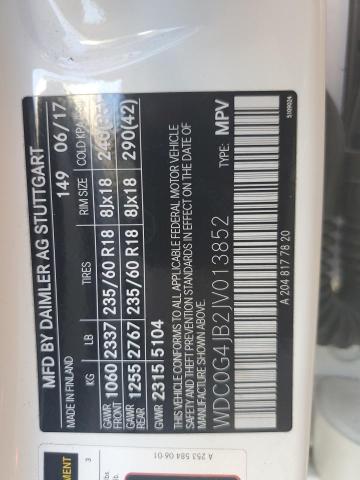 MFD BY DAIMLER AG STUTTGART
MADE IN FINLAND 149 06/17
KG LB TIRES RIM SIZE COLD KPA
GAWR FRONT 1060 2337 235/60 R18 8Jx18
GAWR REAR 1255 2767 235/60 R18 8Jx18 290(42)
GVWR 2315 5104
THIS VEHICLE CONFORMS TO ALL APPLICABLE FEDERAL MOTOR VEHICLE
SAFETY AND THEFT PREVENTION STANDARDS IN EFFECT ON THE DATE OF
MANUFACTURE SHOWN ABOVE.
WDC0G4JB2JV013852 TYPE: MPV
A 204 817 78 20
S109024
A 253 584 06 01
3
lbs.